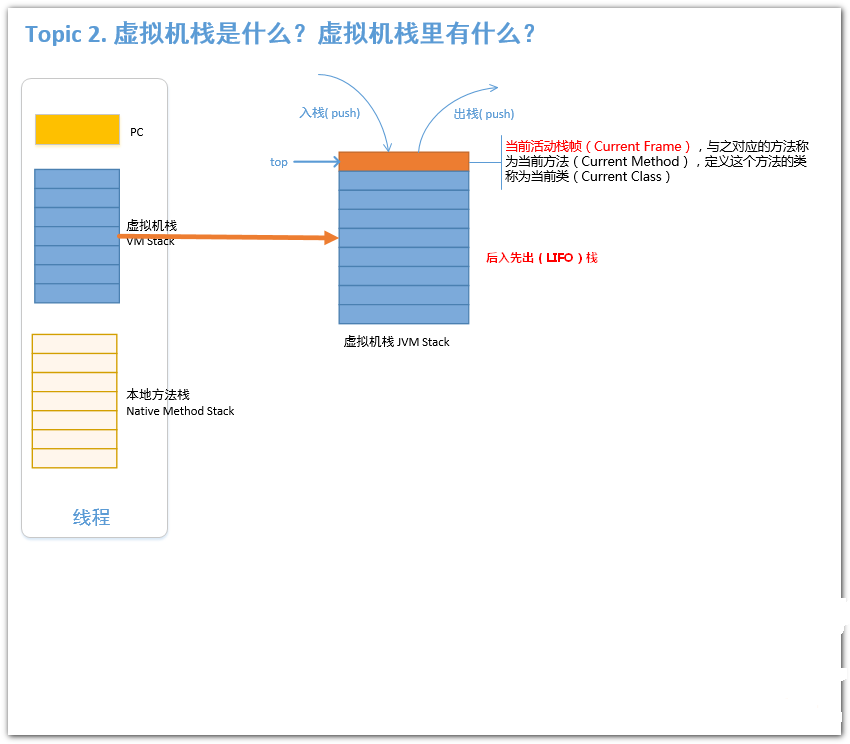 Topic 2. 虚拟机栈是什么？虚拟机栈里有什么？
入栈( push)
出栈( push)
PC
top
当前活动栈帧（Current Frame），与之对应的方法称
为当前方法（Current Method），定义这个方法的类
称为当前类（Current Class）
虚拟机栈
VM Stack
后入先出（LIFO）栈
虚拟机栈 JVM Stack
本地方法栈
Native Method Stack
线程